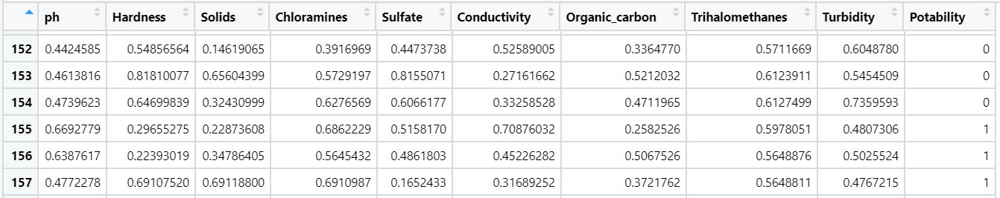 ph Hardness Solids Chloramines Sulfate Conductivity Organic_carbon Trihalomethanes Turbidity Potability
152 0.4424585 0.54856564 0.14619065 0.3916969 0.4473738 0.52589005 0.3364770 0.5711669 0.6048780 0
153 0.4613816 0.81810077 0.65604399 0.5729197 0.8155071 0.27161662 0.5212032 0.6123911 0.5454509 0
154 0.4739623 0.64699839 0.32430999 0.6276569 0.6066177 0.33258528 0.4711965 0.6127499 0.7359593 0
155 0.6692779 0.29655275 0.22873608 0.6862229 0.5158170 0.70876032 0.2582526 0.5978051 0.4807306 1
156 0.6387617 0.22393019 0.34786405 0.5645432 0.4861803 0.45226282 0.5067526 0.5648876 0.5025524 1
157 0.4772278 0.69107520 0.69118800 0.6910987 0.1652433 0.31689252 0.3721762 0.5648811 0.4767215 1